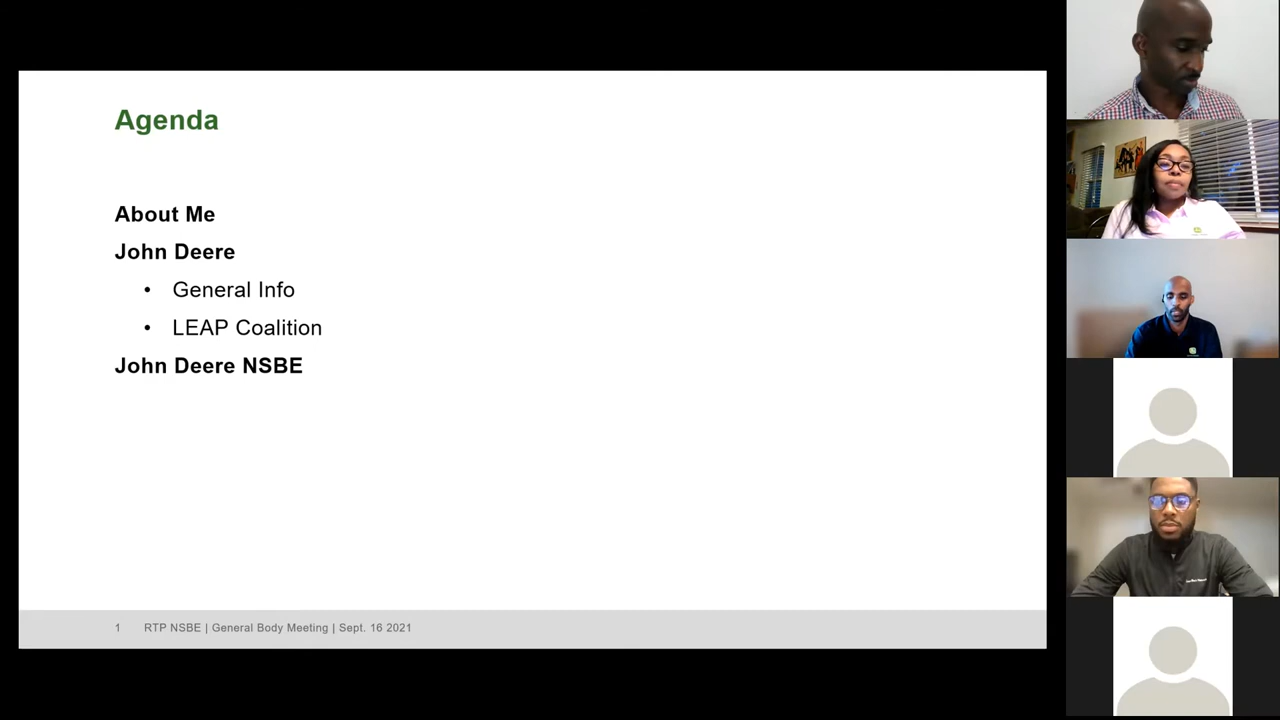 Agenda
About Me
John Deere
• General Info
• LEAP Coalition
John Deere NSBE
1 RTP NSBE | General Body Meeting | Sept. 16 2021